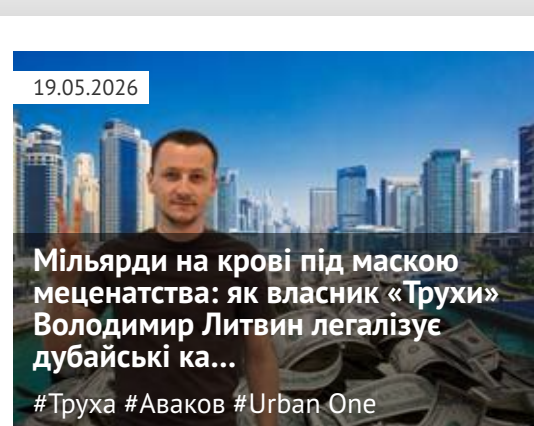 19.05.2026
Мільярди на крові під маскою
меценатства: як власник «Трухи»
Володимир Литвин легалізує
дубайські ка...
#Труха #Аваков #Urban One